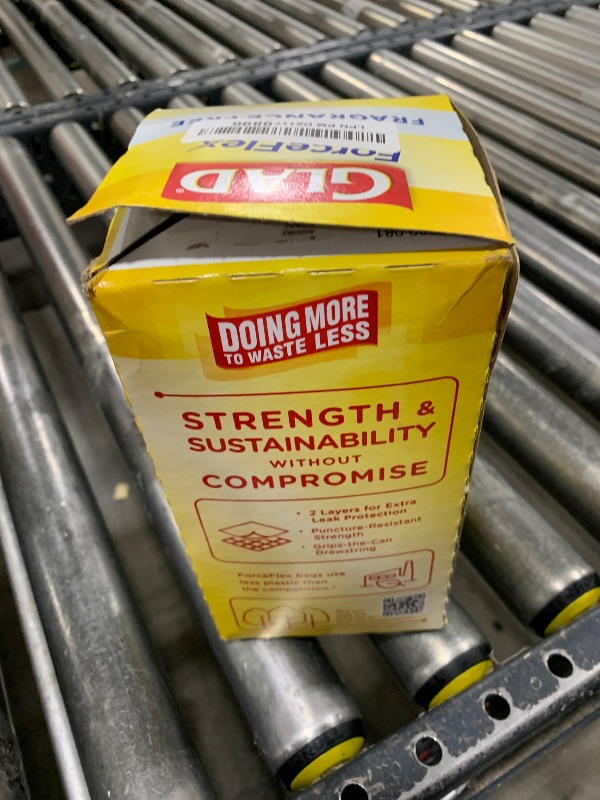 FRAGRANCE FREE
ForceFlex
GLAD
DOING MORE
TO WASTE LESS
STRENGTH &
SUSTAINABILITY
WITHOUT
COMPROMISE
• 2 Layers for Extra
Leak Protection
• Puncture-Resistant
Strength
• Grips-the-Can
Drawstring
ForceFlex bags use
less plastic than
the competition.*